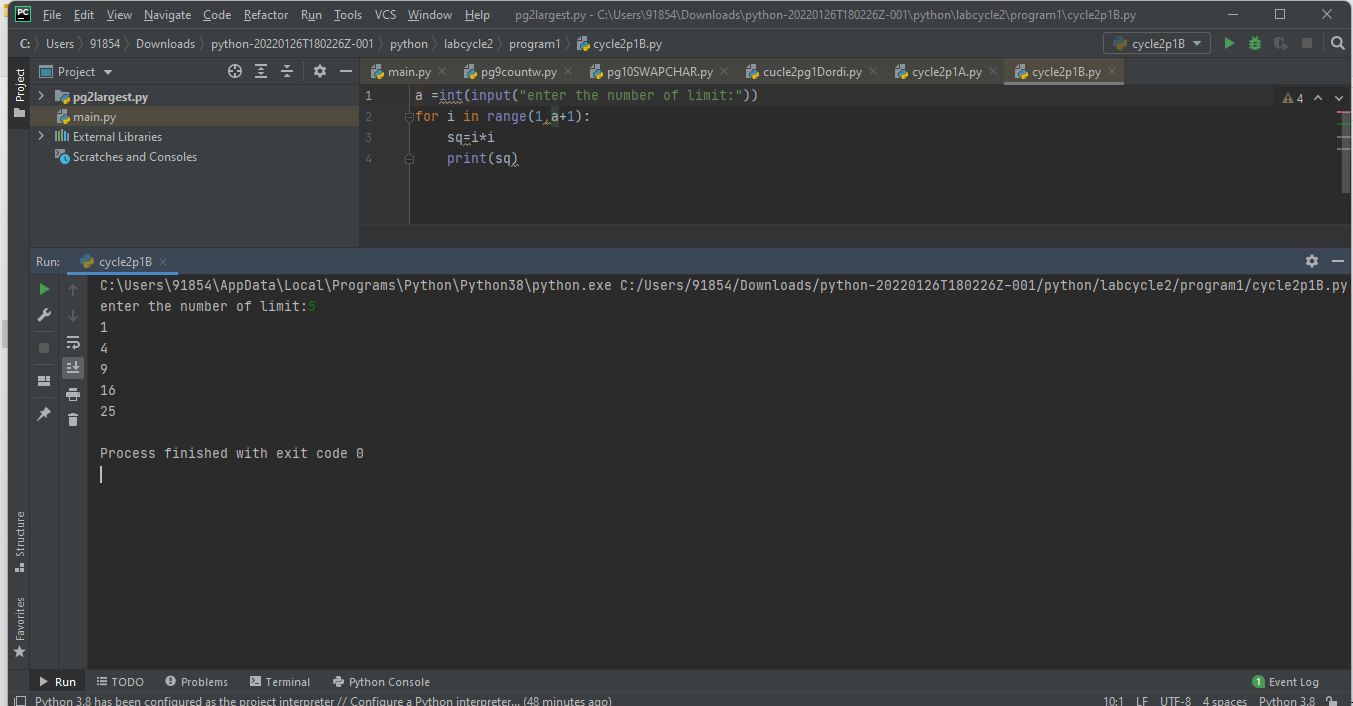 PC File Edit View Navigate Code Refactor Run Tools VCS Window Help pg2largest.py - C:\Users\91854\Downloads\python-20220126T180226Z-001\python\labcycle2\program1\cycle2p1B.py
C: Users 91854 Downloads python-20220126T180226Z-001 python labcycle2 program1 cycle2p1B.py cycle2p1B
Project
Project
main.py pg9countw.py pg10SWAPCHAR.py cucle2pg1Dordi.py cycle2p1A.py cycle2p1B.py
pg2largest.py
main.py
External Libraries
Scratches and Consoles
1 a =int(input("enter the number of limit:"))
4
2 for i in range(1,a+1):
3 sq=i*i
4 print(sq)
Run: cycle2p1B
C:\Users\91854\AppData\Local\Programs\Python\Python38\python.exe C:/Users/91854/Downloads/python-20220126T180226Z-001/python/labcycle2/program1/cycle2p1B.py
enter the number of limit:5
1
4
9
16
25
Process finished with exit code 0
Structure
Favorites
Run TODO Problems Terminal Python Console 1 Event Log
Python 3.8 has been configured as the project interpreter // Configure a Python interpreter... (48 minutes ago) 10:1 LF UTF-8 4 spaces Python 3.8